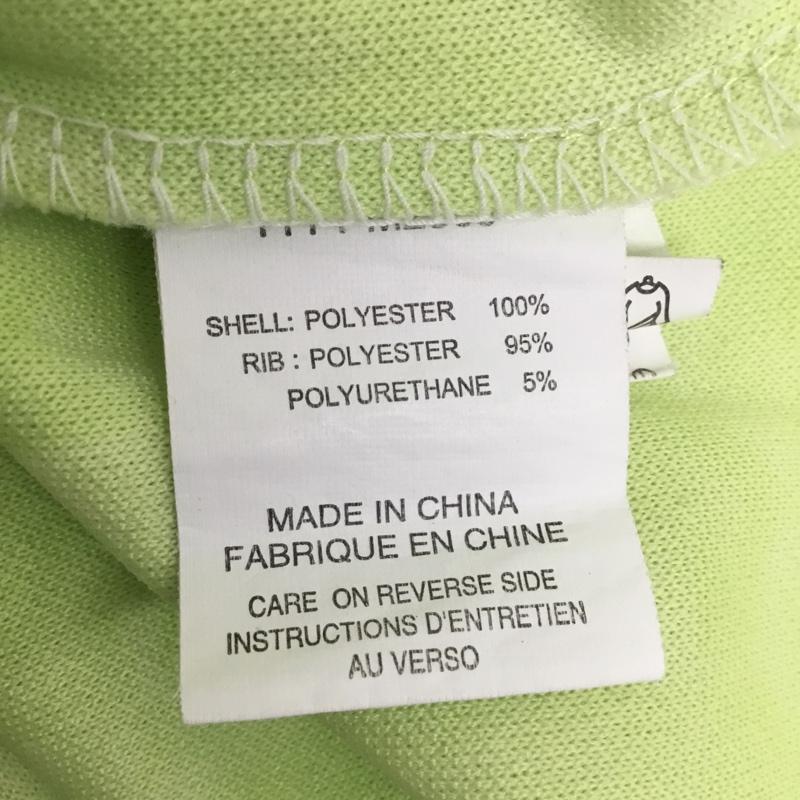 SHELL: POLYESTER 100%
RIB : POLYESTER 95%
POLYURETHANE 5%
MADE IN CHINA
FABRIQUE EN CHINE
CARE ON REVERSE SIDE
INSTRUCTIONS D'ENTRETIEN
AU VERSO